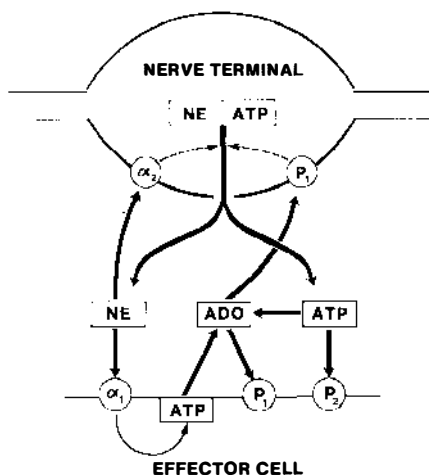 NERVE TERMINAL
NE ATP
α₂ P₁
NE ADO ATP
α₁ ATP P₁ P₂
EFFECTOR CELL